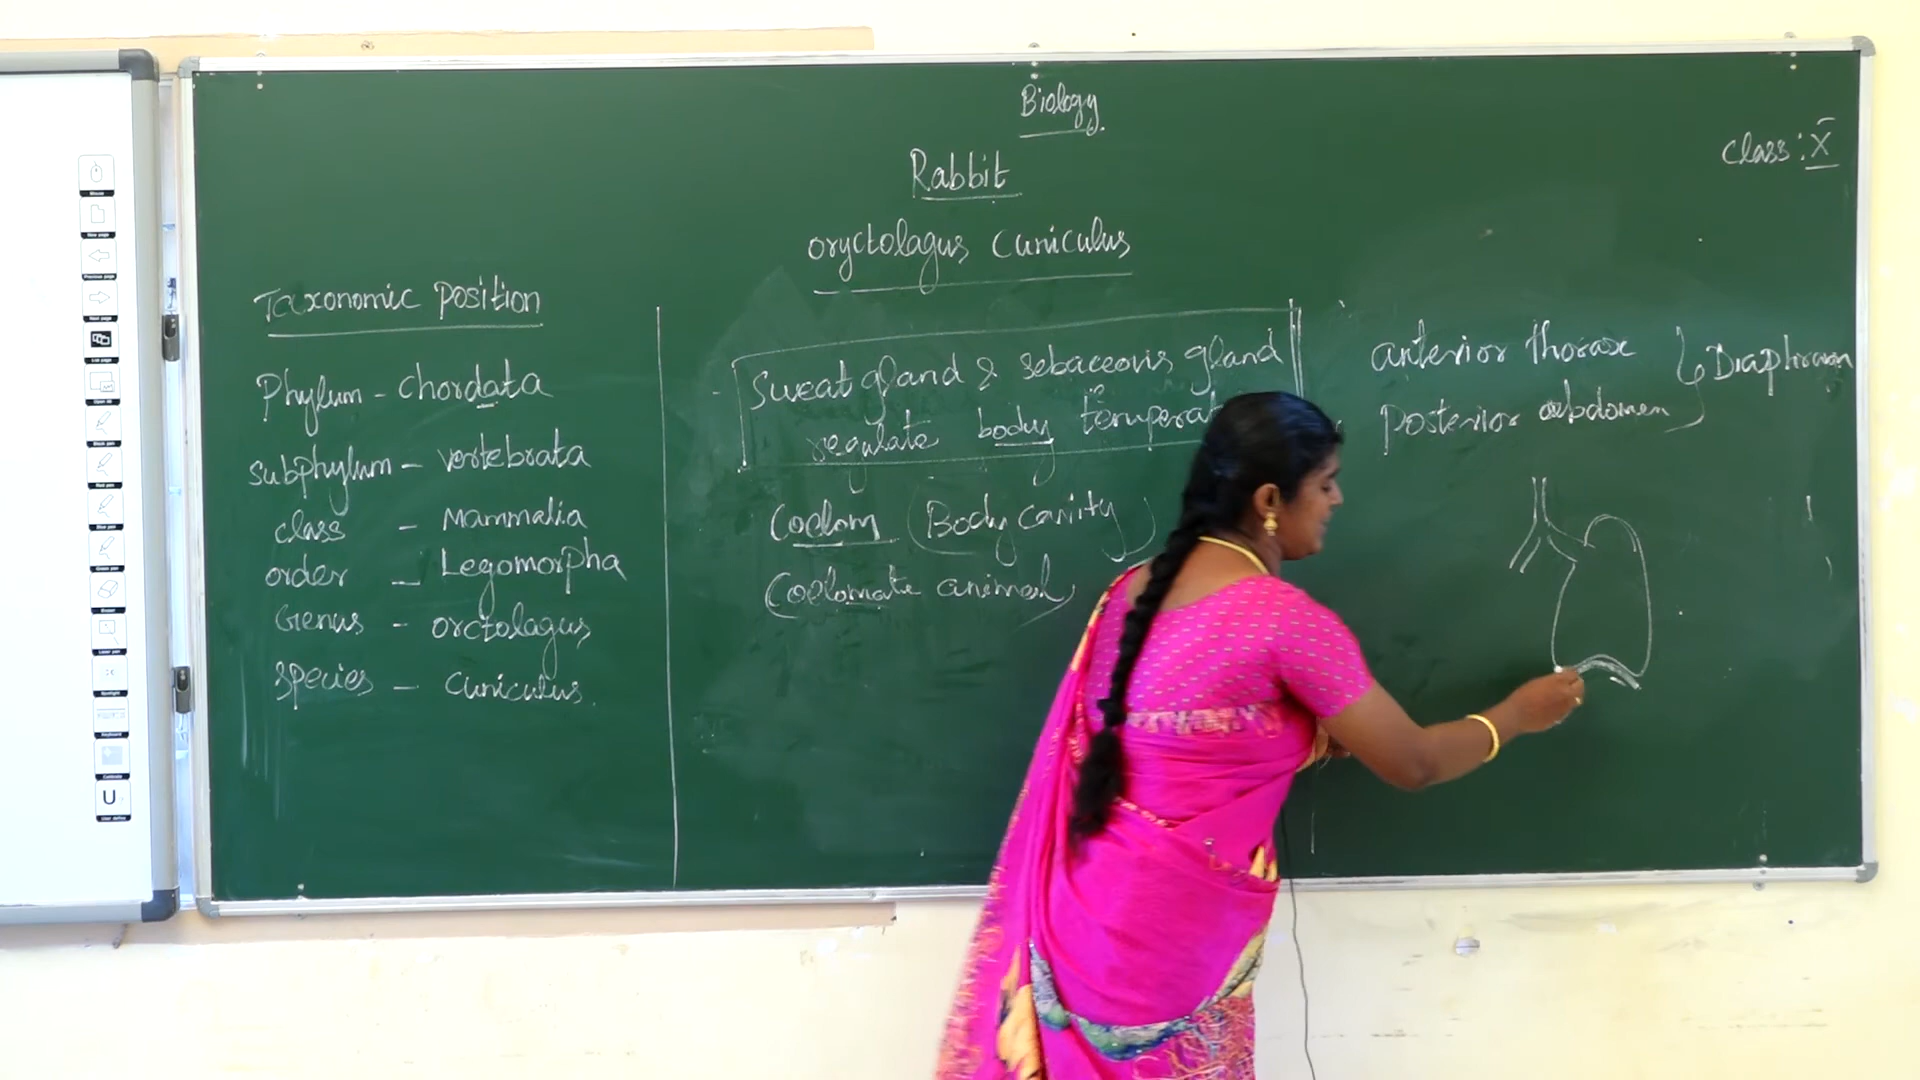 Biology
class: X
Rabbit
oryctolagus cuniculus
Taxonomic position
Phylum - chordata
subphylum - vertebrata
class - Mammalia
order - Legomorpha
Genus - orctolagus
species - cuniculus.
Sweat gland & sebaceous gland
regulate body temperat
Coelom (Body cavity)
(Coelomate animal)
anterior thorax
Posterior abdomen
Diaphragm